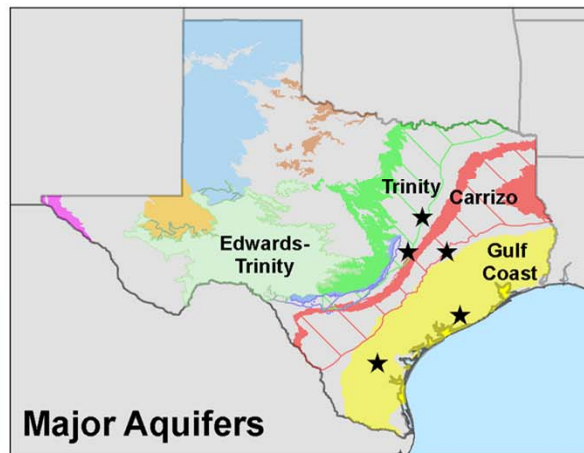 Trinity
Carrizo
Edwards-
Trinity
Gulf
Coast
Major Aquifers